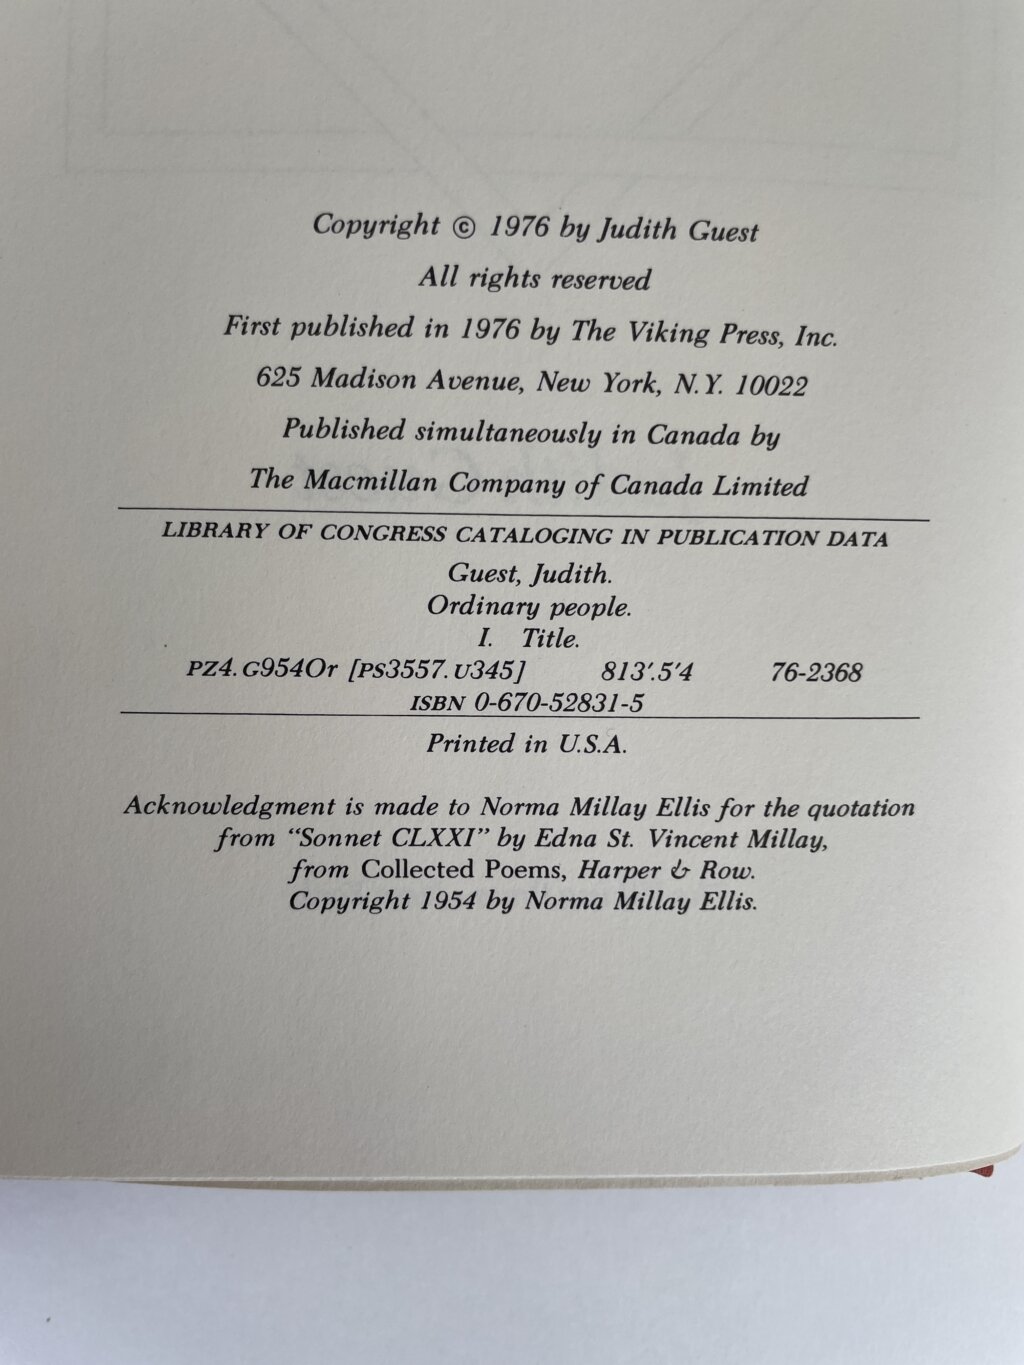 Copyright © 1976 by Judith Guest
All rights reserved
First published in 1976 by The Viking Press, Inc.
625 Madison Avenue, New York, N.Y. 10022
Published simultaneously in Canada by
The Macmillan Company of Canada Limited
LIBRARY OF CONGRESS CATALOGING IN PUBLICATION DATA
Guest, Judith.
Ordinary people.
I. Title.
PZ4.G954Or [PS3557.U345] 813'.5'4 76-2368
ISBN 0-670-52831-5
Printed in U.S.A.
Acknowledgment is made to Norma Millay Ellis for the quotation
from “Sonnet CLXXI” by Edna St. Vincent Millay,
from Collected Poems, Harper & Row.
Copyright 1954 by Norma Millay Ellis.